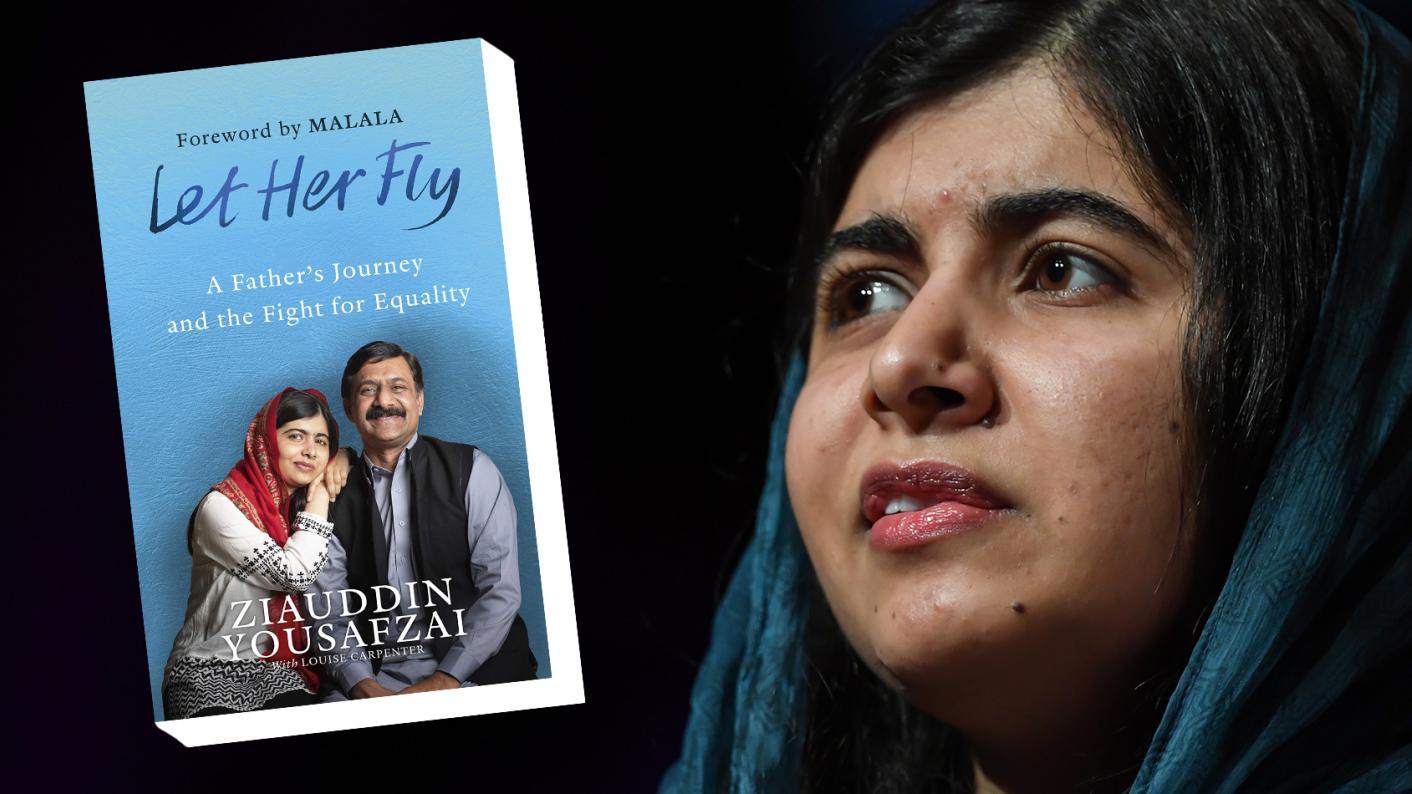 Foreword by MALALA
Let Her Fly
A Father's Journey
and the Fight for Equality
ZIAUDDIN
YOUSAFZAI
With LOUISE CARPENTER